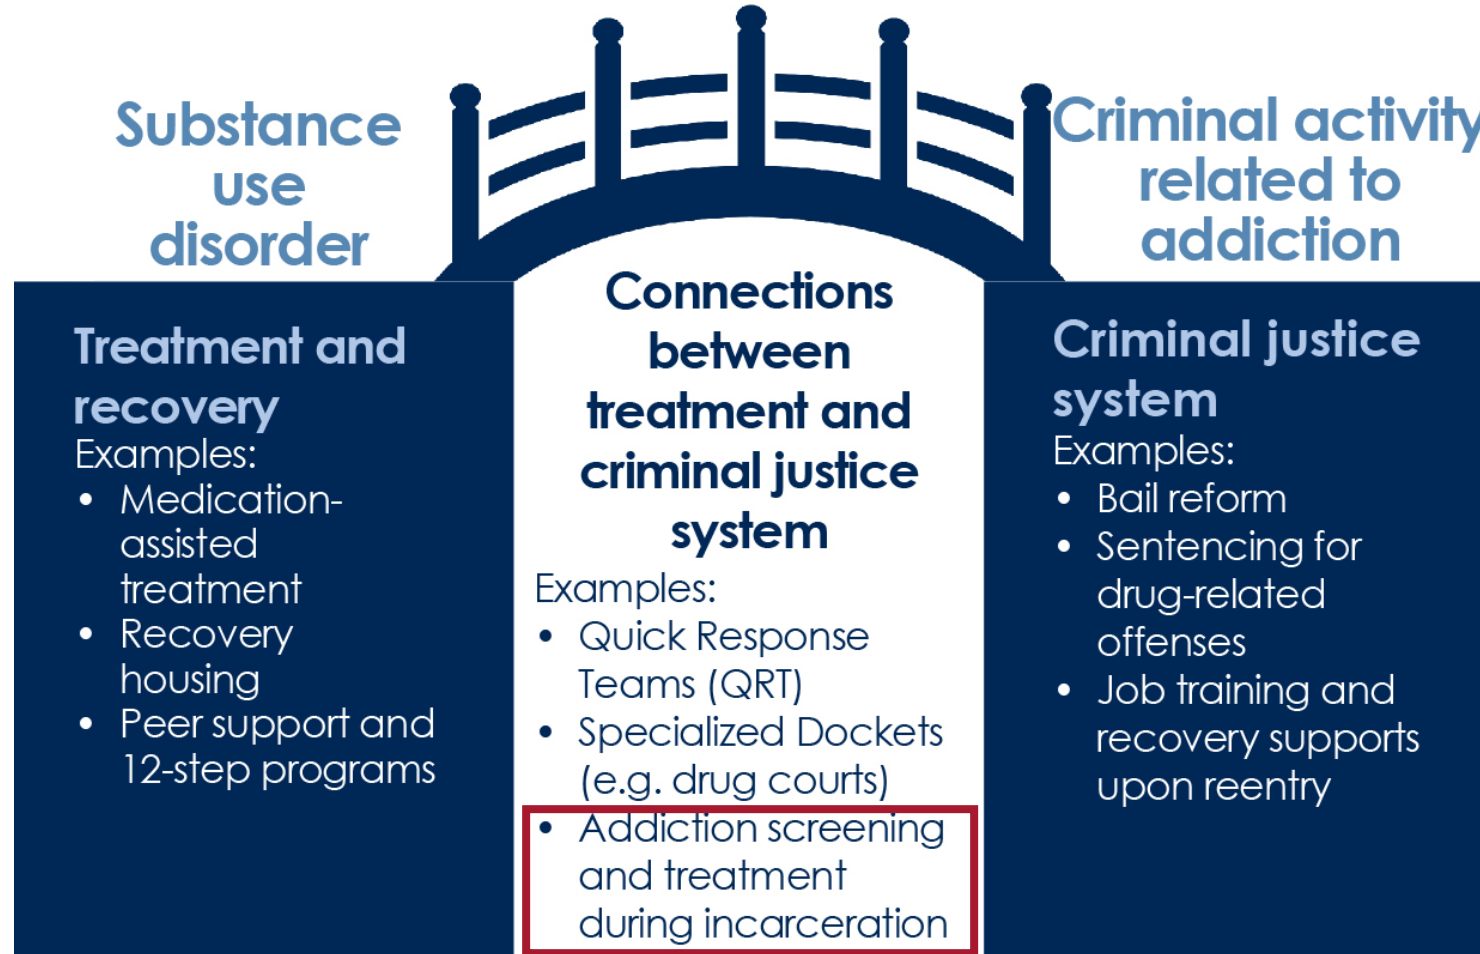 Substance
use
disorder
Criminal activity
related to
addiction
Treatment and
recovery
Examples:
• Medication-
assisted
treatment
• Recovery
housing
• Peer support and
12-step programs
Connections
between
treatment and
criminal justice
system
Examples:
• Quick Response
Teams (QRT)
• Specialized Dockets
(e.g. drug courts)
• Addiction screening
and treatment
during incarceration
Criminal justice
system
Examples:
• Bail reform
• Sentencing for
drug-related
offenses
• Job training and
recovery supports
upon reentry